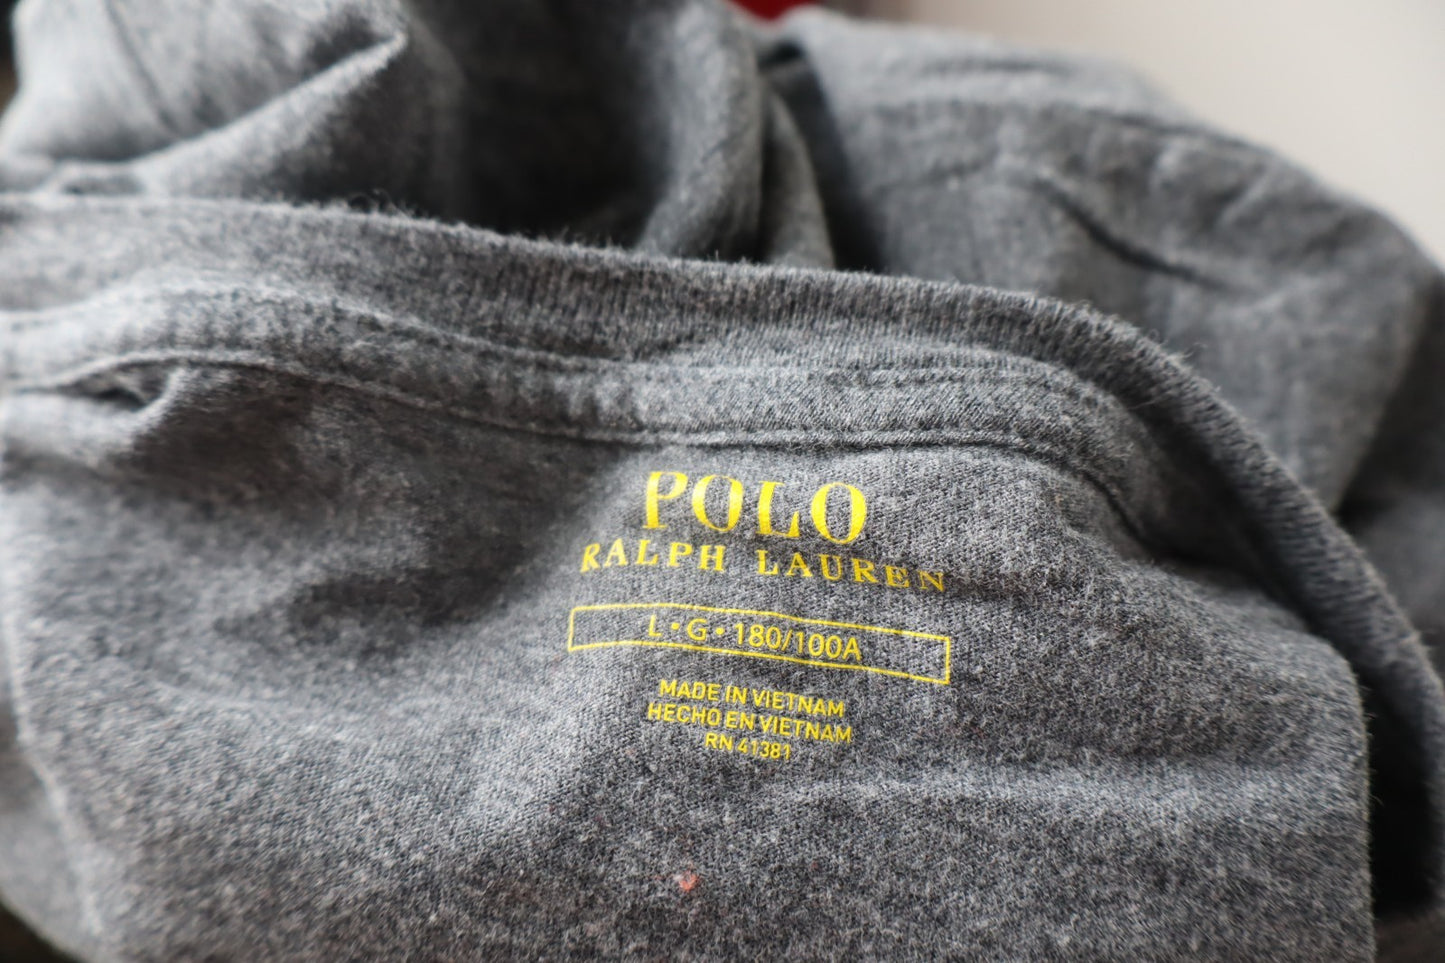 POLO
RALPH LAUREN
L • G • 180/100A
MADE IN VIETNAM
HECHO EN VIETNAM
RN 41381